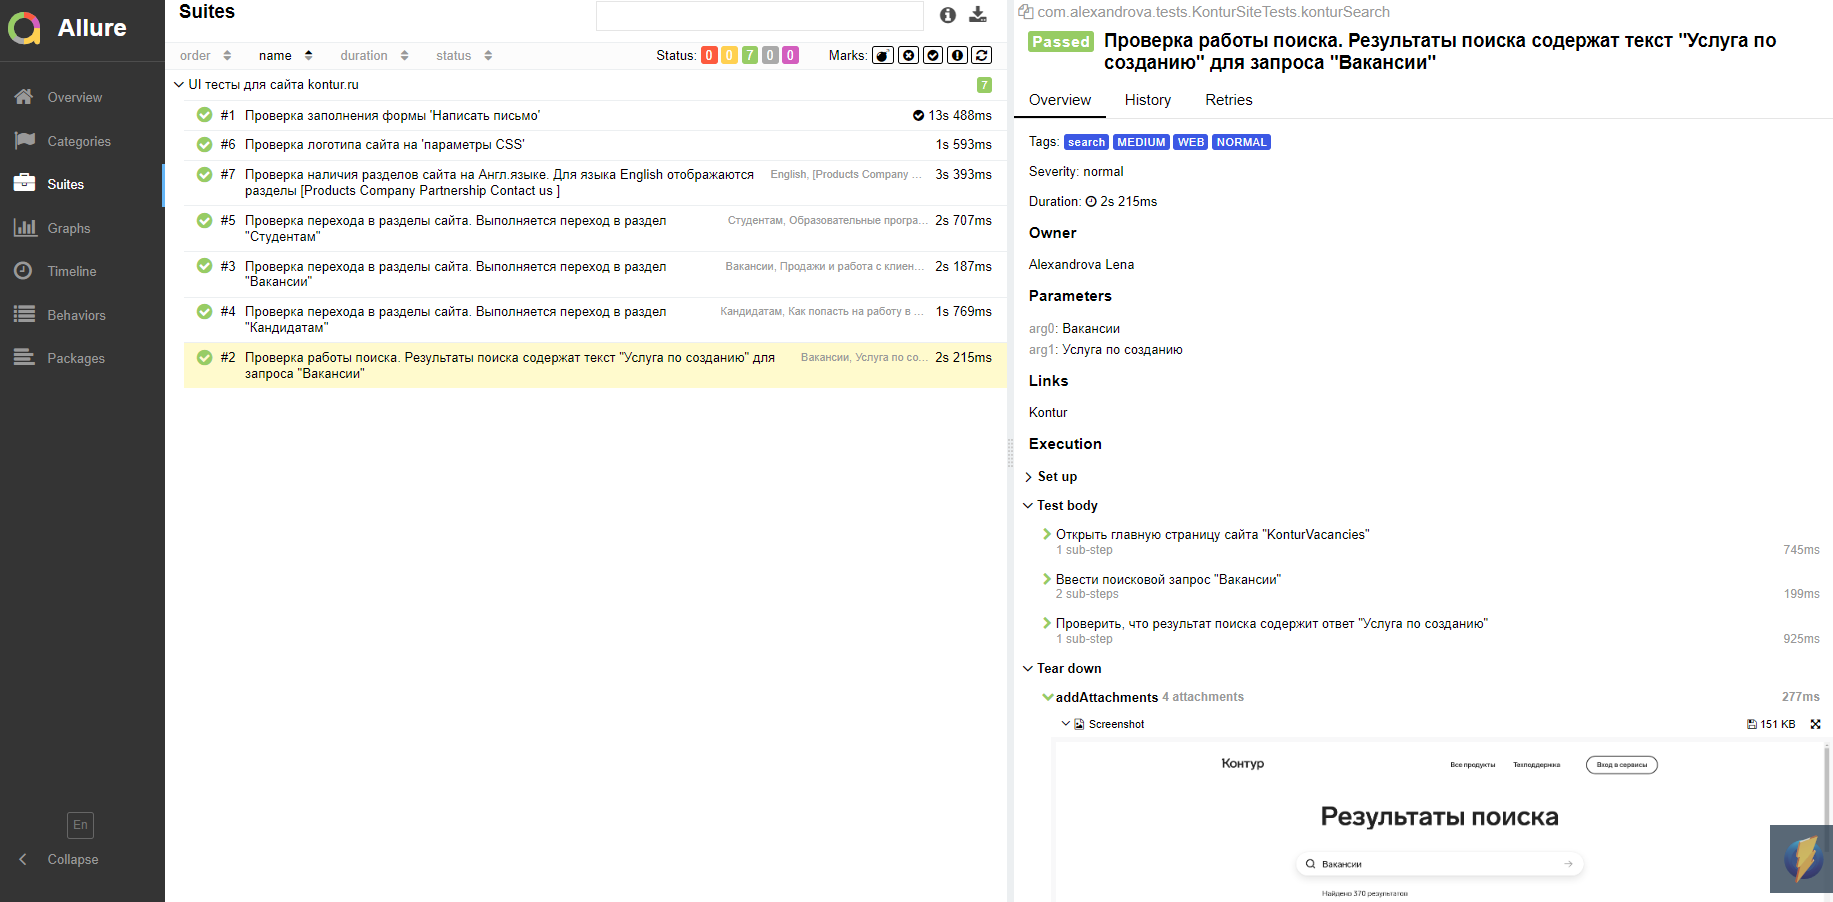 Allure
Overview
Categories
Suites
Graphs
Timeline
Behaviors
Packages
En
Collapse
Suites
order name duration status Status: 0 0 7 0 0 Marks:
UI тесты для сайта kontur.ru 7
#1 Проверка заполнения формы 'Написать письмо' 13s 488ms
#6 Проверка логотипа сайта на 'параметры CSS' 1s 593ms
#7 Проверка наличия разделов сайта на Англ.языке. Для языка English отображаются English, [Products Company ... 3s 393ms
разделы [Products Company Partnership Contact us ]
#5 Проверка перехода в разделы сайта. Выполняется переход в раздел Студентам, Образовательные програ... 2s 707ms
"Студентам"
#3 Проверка перехода в разделы сайта. Выполняется переход в раздел Вакансии, Продажи и работа с клиен... 2s 187ms
"Вакансии"
#4 Проверка перехода в разделы сайта. Выполняется переход в раздел Кандидатам, Как попасть на работу в ... 1s 769ms
"Кандидатам"
#2 Проверка работы поиска. Результаты поиска содержат текст "Услуга по созданию" для Вакансии, Услуга по со... 2s 215ms
запроса "Вакансии"
com.alexandrova.tests.KonturSiteTests.konturSearch
Passed Проверка работы поиска. Результаты поиска содержат текст "Услуга по
созданию" для запроса "Вакансии"
Overview History Retries
Tags: search MEDIUM WEB NORMAL
Severity: normal
Duration: 2s 215ms
Owner
Alexandrova Lena
Parameters
arg0: Вакансии
arg1: Услуга по созданию
Links
Kontur
Execution
Set up
Test body
Открыть главную страницу сайта "KonturVacancies"
1 sub-step 745ms
Ввести поисковой запрос "Вакансии"
2 sub-steps 199ms
Проверить, что результат поиска содержит ответ "Услуга по созданию"
1 sub-step 925ms
Tear down
addAttachments 4 attachments 277ms
Screenshot 151 KB
Контур Все продукты Техподдержка Вход в сервисы
Результаты поиска
Вакансии
Найдено 370 результатов